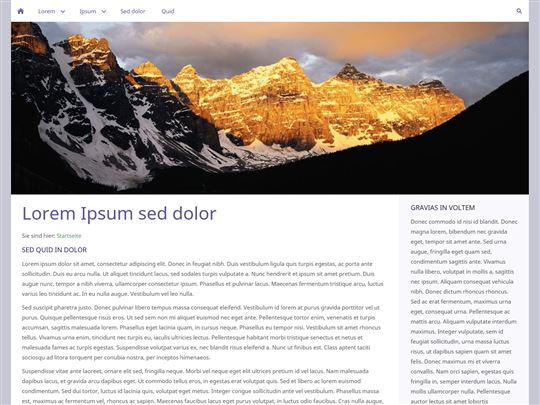 Lorem Ipsum Sed dolor Quid
Lorem Ipsum sed dolor
Sie sind hier: Startseite
SED QUID IN DOLOR
Lorem ipsum dolor sit amet, consectetur adipiscing elit. Donec in feugiat nibh. Duis vestibulum ligula quis turpis egestas, ac porta ante
sollicitudin. Duis eu arcu nulla. Ut aliquet tincidunt lacus, sed sodales turpis vulputate a. Nunc hendrerit et ipsum sit amet pretium. Duis
augue nunc, tempor a nibh viverra, ullamcorper consectetur ipsum. Phasellus et pulvinar lacus. Maecenas fermentum tristique arcu, luctus
varius leo tincidunt ac. In eu nulla augue. Vestibulum vel leo nulla.
Sed suscipit pharetra justo. Donec pulvinar libero tempus massa consequat eleifend. Vestibulum id lorem at purus gravida porttitor vel ut
purus. Quisque pellentesque risus eros. Ut sed sem non mi aliquet euismod nec eget ante. Pellentesque tortor enim, venenatis et turpis
accumsan, sagittis malesuada lorem. Phasellus eget lacinia quam, in cursus neque. Phasellus eu tempor nisi. Vestibulum sit amet rhoncus
tellus. Vivamus urna enim, tincidunt nec turpis eu, iaculis ultricies lectus. Pellentesque habitant morbi tristique senectus et netus et
malesuada fames ac turpis egestas. Suspendisse volutpat varius ex, nec blandit risus eleifend a. Nunc ut finibus est. Class aptent taciti
sociosqu ad litora torquent per conubia nostra, per inceptos himenaeos.
Suspendisse vitae ante laoreet, ornare elit sed, fringilla neque. Morbi vel neque eget elit ultricies pretium id vel lacus. Nam malesuada
dapibus lacus, et gravida arcu dapibus eget. Ut commodo tellus eros, in egestas erat volutpat quis. Sed et libero ac lorem euismod
condimentum. Sed dui tortor, luctus id lacinia quis, volutpat eget metus. Integer congue sollicitudin ante vel vestibulum. Phasellus massa
est, maximus ac fermentum vel, rhoncus ac sapien. Maecenas faucibus lacus eget purus volutpat, in luctus odio faucibus. Cras nulla augue,
GRAVIAS IN VOLTEM
Donec commodo id nisi id blandit. Donec
magna lorem, bibendum nec gravida
eget, tempor sit amet ante. Sed urna
augue, fringilla eget quam sed,
condimentum sagittis ante. Vivamus
nulla libero, volutpat in mollis a, sagittis
nec ipsum. Aliquam consequat vehicula
nibh. Donec dictum rhoncus rhoncus.
Sed ac erat fermentum, maximus urna
eget, consequat urna. Pellentesque ac
mattis arcu. Aliquam vulputate interdum
maximus. Integer vulputate, sem id
feugiat sollicitudin, urna massa luctus
risus, ut dapibus sapien quam sit amet
felis. Donec maximus mi et viverra
convallis. Nam orci sapien, egestas quis
fringilla in, semper interdum lacus. Nulla
ullamcorper nulla. Pellentesque
auctor lectus sit amet lobortis